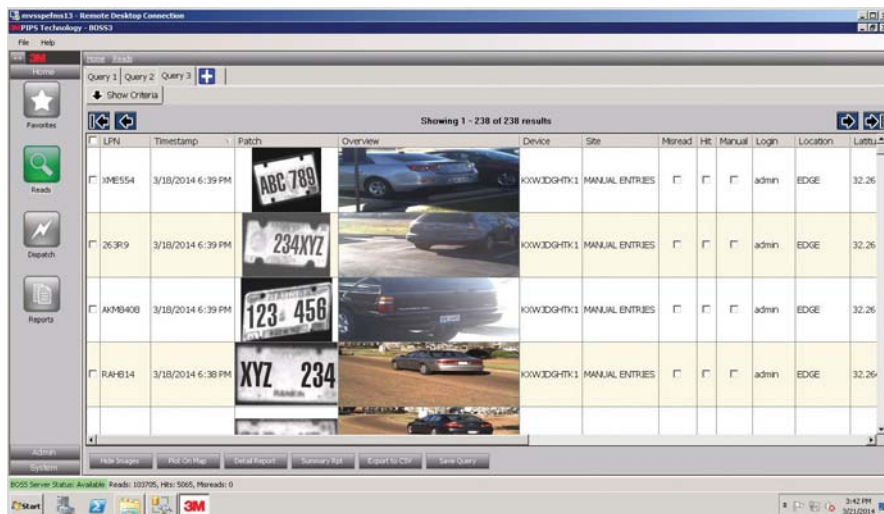 mvsspefms13 - Remote Desktop Connection
PIPS Technology - BOSS3
File Help
3M Home Reads
Home
Query 1 Query 2 Query 3
Show Criteria
Favorites
Showing 1 - 238 of 238 results
LPN Timestamp Patch Overview Device Site Misread Hit Manual Login Location Latitu
Reads
XME554 3/18/2014 6:39 PM ABC 789 KXWJDGHTK1 MANUAL ENTRIES admin EDGE 32.26
Dispatch
263R9 3/18/2014 6:39 PM 234XYZ KXWJDGHTK1 MANUAL ENTRIES admin EDGE 32.26
Reports
AKM8408 3/18/2014 6:39 PM 123 456 KXWJDGHTK1 MANUAL ENTRIES admin EDGE 32.26
RAH814 3/18/2014 6:38 PM XYZ 234 KXWJDGHTK1 MANUAL ENTRIES admin EDGE 32.26
Admin
System
Hide Images Plot On Map Detail Report Summary Rpt Export to CSV Save Query
BOSS Server Status: Available Reads: 103705, Hits: 5065, Misreads: 0
Start 3M 3:42 PM
3/21/2014